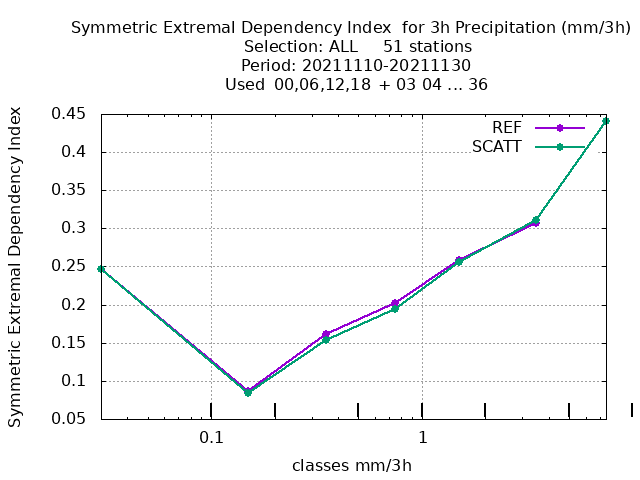 Symmetric Extremal Dependency Index  for 3h Precipitation (mm/3h)
Selection: ALL     51 stations
Period: 20211110-20211130
Used  00,06,12,18 + 03 04 ... 36
Symmetric Extremal Dependency Index
0.45
0.4
0.35
0.3
0.25
0.2
0.15
0.1
0.05
REF
SCATT
0.1
1
classes mm/3h